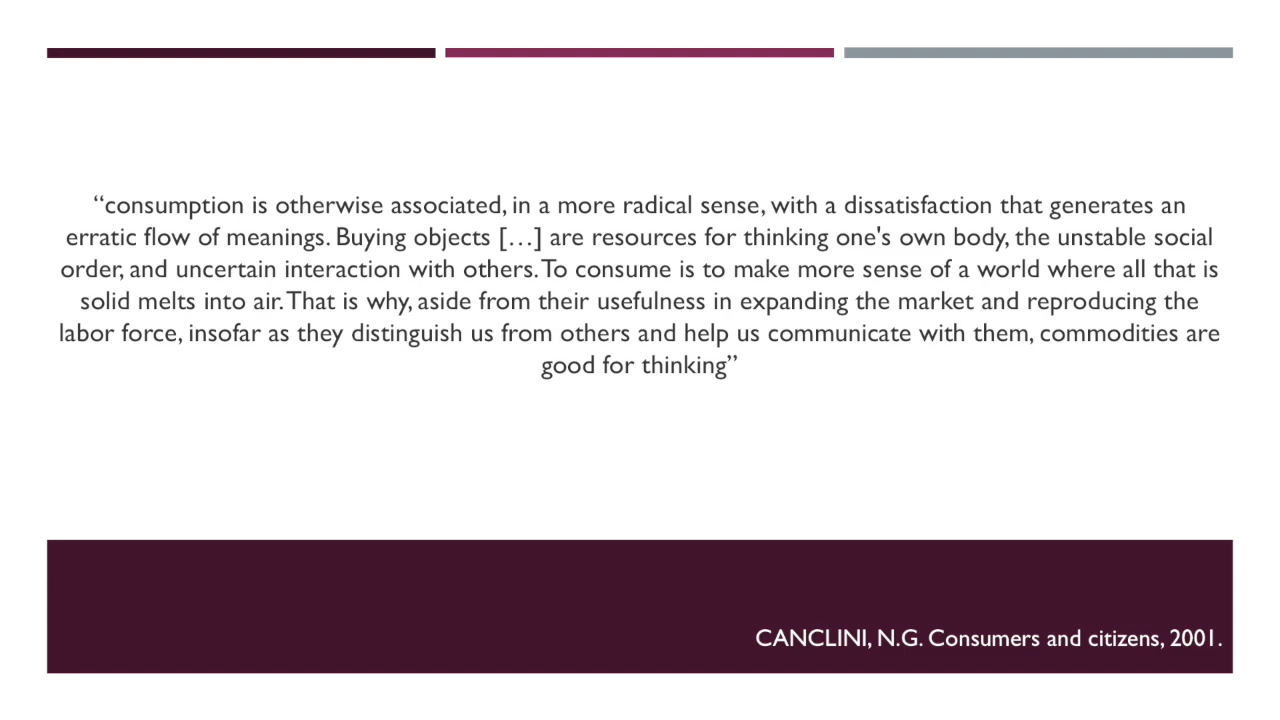 “consumption is otherwise associated, in a more radical sense, with a dissatisfaction that generates an
erratic flow of meanings. Buying objects […] are resources for thinking one's own body, the unstable social
order, and uncertain interaction with others. To consume is to make more sense of a world where all that is
solid melts into air. That is why, aside from their usefulness in expanding the market and reproducing the
labor force, insofar as they distinguish us from others and help us communicate with them, commodities are
good for thinking”
CANCLINI, N.G. Consumers and citizens, 2001.